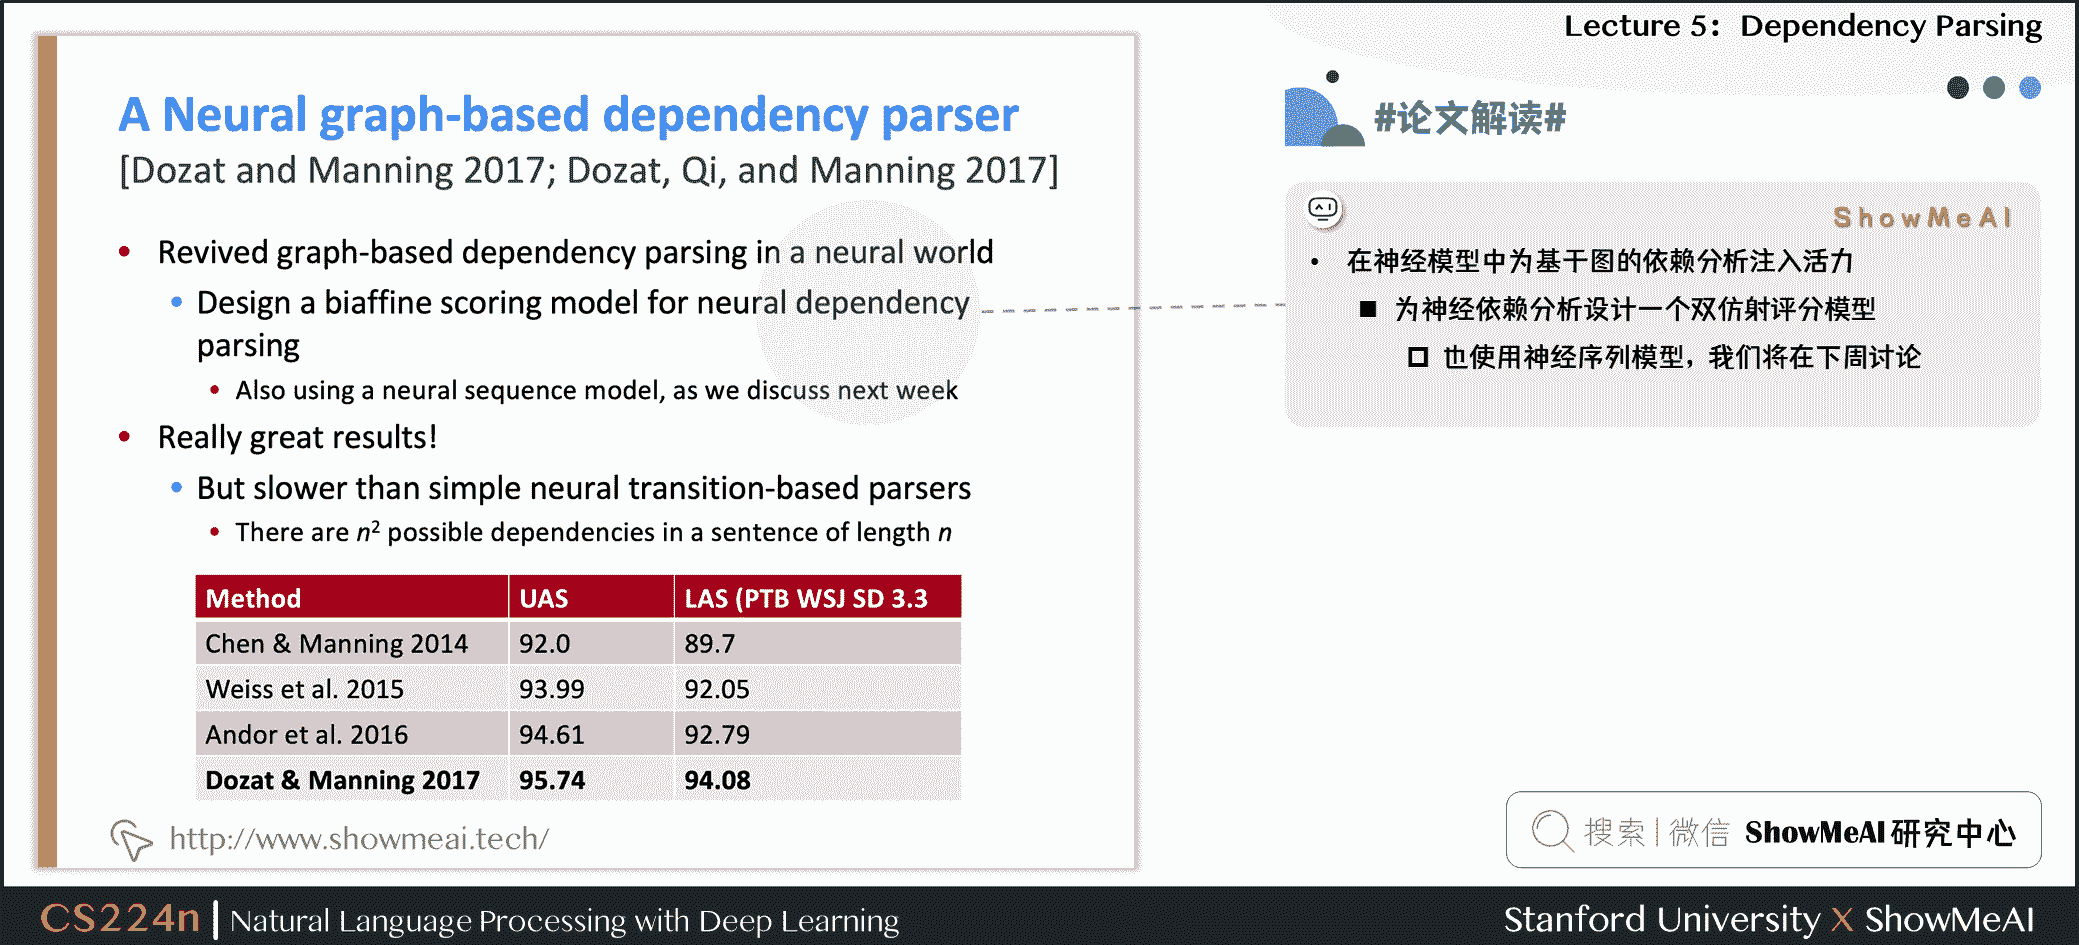 Lecture 5: Dependency Parsing
A Neural graph-based dependency parser
[Dozat and Manning 2017; Dozat, Qi, and Manning 2017]
• Revived graph-based dependency parsing in a neural world
• Design a biaffine scoring model for neural dependency
parsing
• Also using a neural sequence model, as we discuss next week
• Really great results!
• But slower than simple neural transition-based parsers
• There are n² possible dependencies in a sentence of length n
Method UAS LAS (PTB WSJ SD 3.3
Chen & Manning 2014 92.0 89.7
Weiss et al. 2015 93.99 92.05
Andor et al. 2016 94.61 92.79
Dozat & Manning 2017 95.74 94.08
http://www.showmeai.tech/
#论文解读#
ShowMeAI
• 在神经模型中为基于图的依赖分析注入活力
■ 为神经依赖分析设计一个双仿射评分模型
□ 也使用神经序列模型，我们将在下周讨论
搜索 | 微信 ShowMeAI 研究中心
CS224n | Natural Language Processing with Deep Learning
Stanford University X ShowMeAI